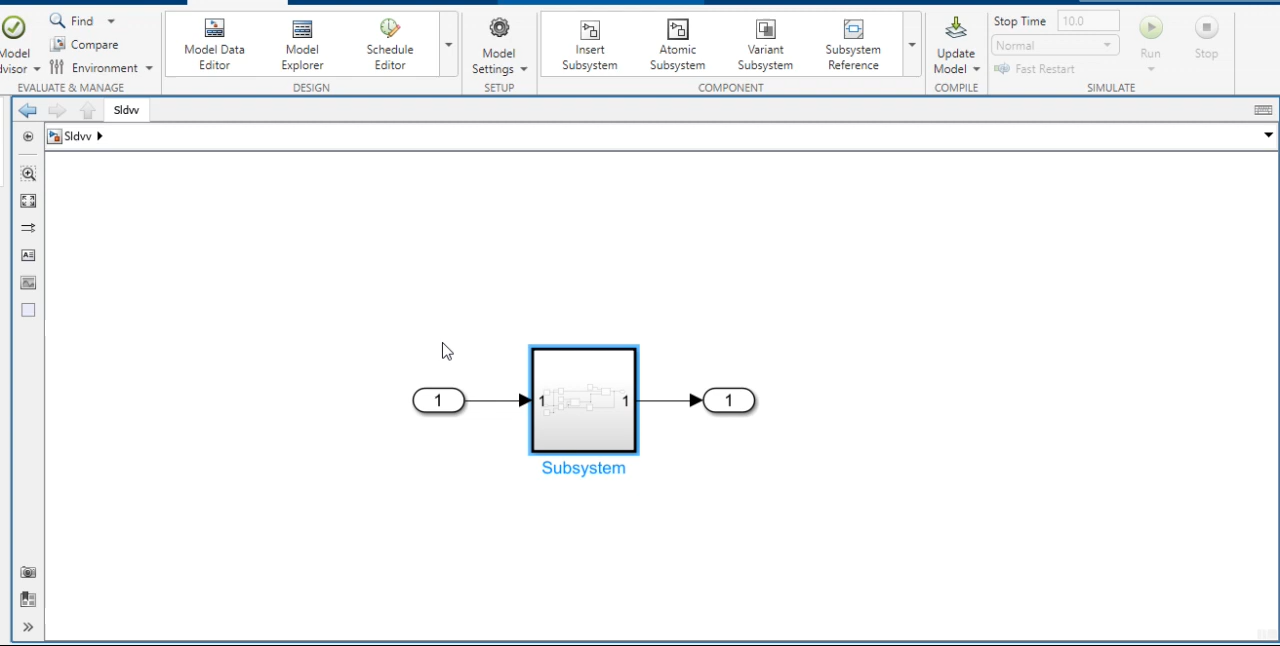 Find
Compare
Environment
Model
dvisor
EVALUATE & MANAGE
Model Data
Editor
Model
Explorer
Schedule
Editor
DESIGN
Model
Settings
SETUP
Insert
Subsystem
Atomic
Subsystem
Variant
Subsystem
Subsystem
Reference
COMPONENT
Update
Model
COMPILE
Stop Time 10.0
Normal
Fast Restart
Run
Stop
SIMULATE
Sldvv
Sldvv
1
1 1
1
Subsystem